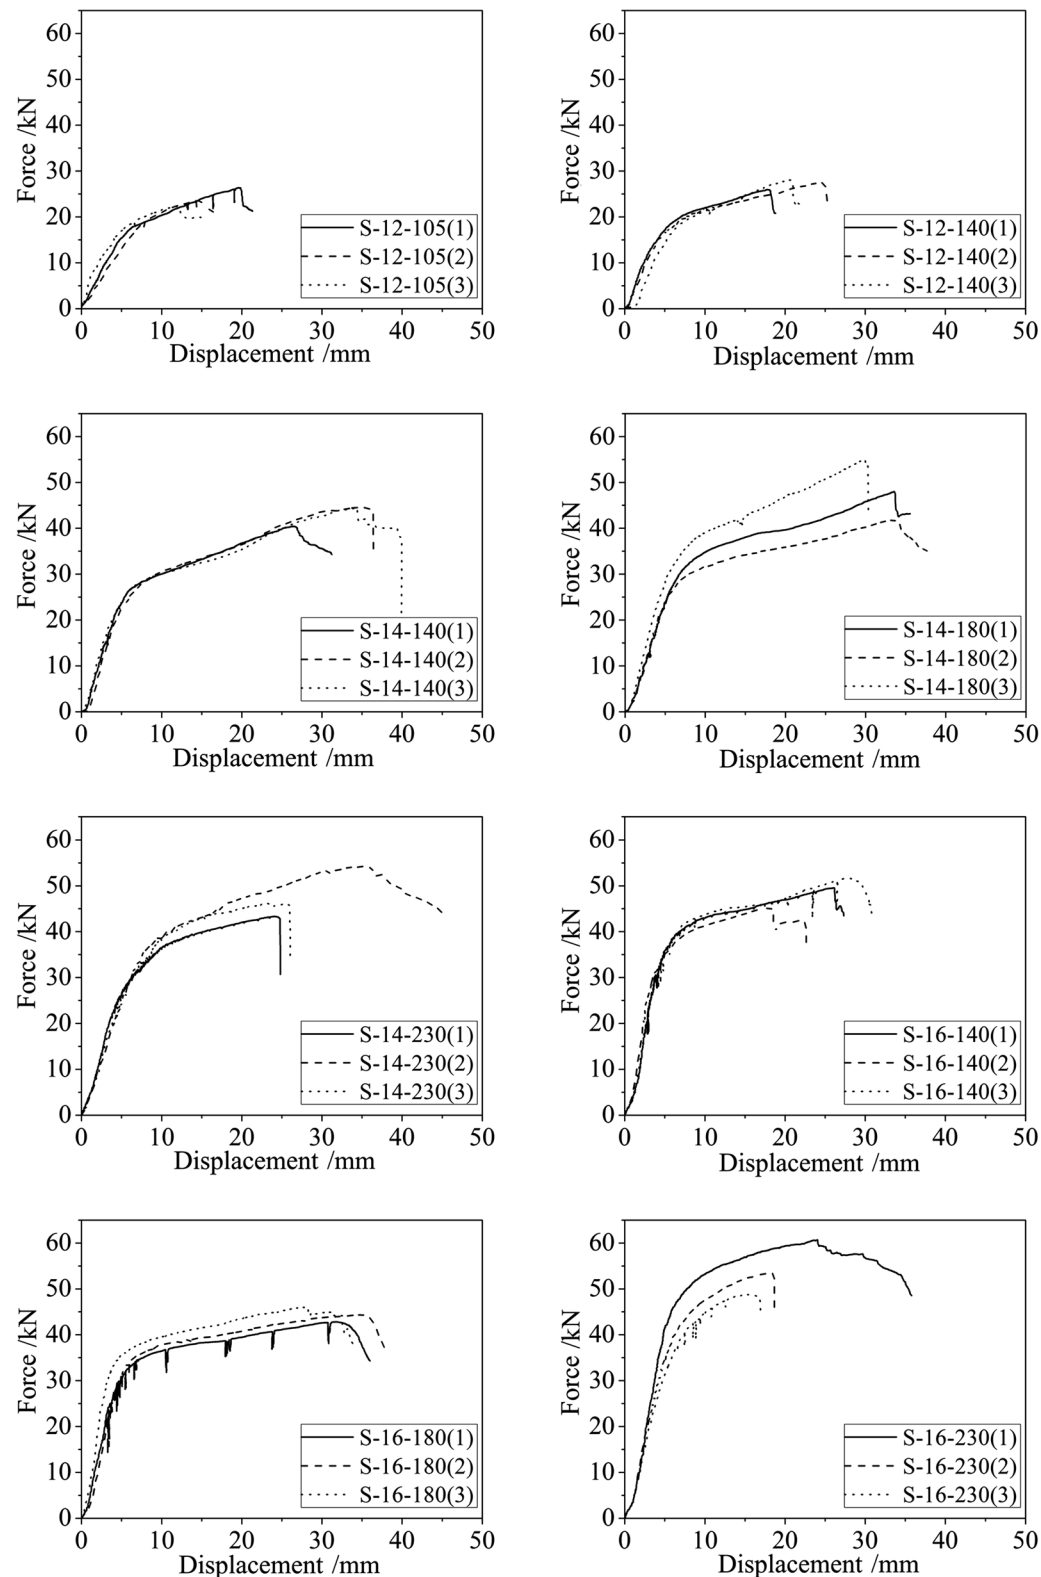 60
50
40
30
20
10
0
Force /kN
S-12-105(1)
S-12-105(2)
S-12-105(3)
0 10 20 30 40 50
Displacement /mm
60
50
40
30
20
10
0
Force /kN
S-12-140(1)
S-12-140(2)
S-12-140(3)
0 10 20 30 40 50
Displacement /mm
60
50
40
30
20
10
0
Force /kN
S-14-140(1)
S-14-140(2)
S-14-140(3)
0 10 20 30 40 50
Displacement /mm
60
50
40
30
20
10
0
Force /kN
S-14-180(1)
S-14-180(2)
S-14-180(3)
0 10 20 30 40 50
Displacement /mm
60
50
40
30
20
10
0
Force /kN
S-14-230(1)
S-14-230(2)
S-14-230(3)
0 10 20 30 40 50
Displacement /mm
60
50
40
30
20
10
0
Force /kN
S-16-140(1)
S-16-140(2)
S-16-140(3)
0 10 20 30 40 50
Displacement /mm
60
50
40
30
20
10
0
Force /kN
S-16-180(1)
S-16-180(2)
S-16-180(3)
0 10 20 30 40 50
Displacement /mm
60
50
40
30
20
10
0
Force /kN
S-16-230(1)
S-16-230(2)
S-16-230(3)
0 10 20 30 40 50
Displacement /mm